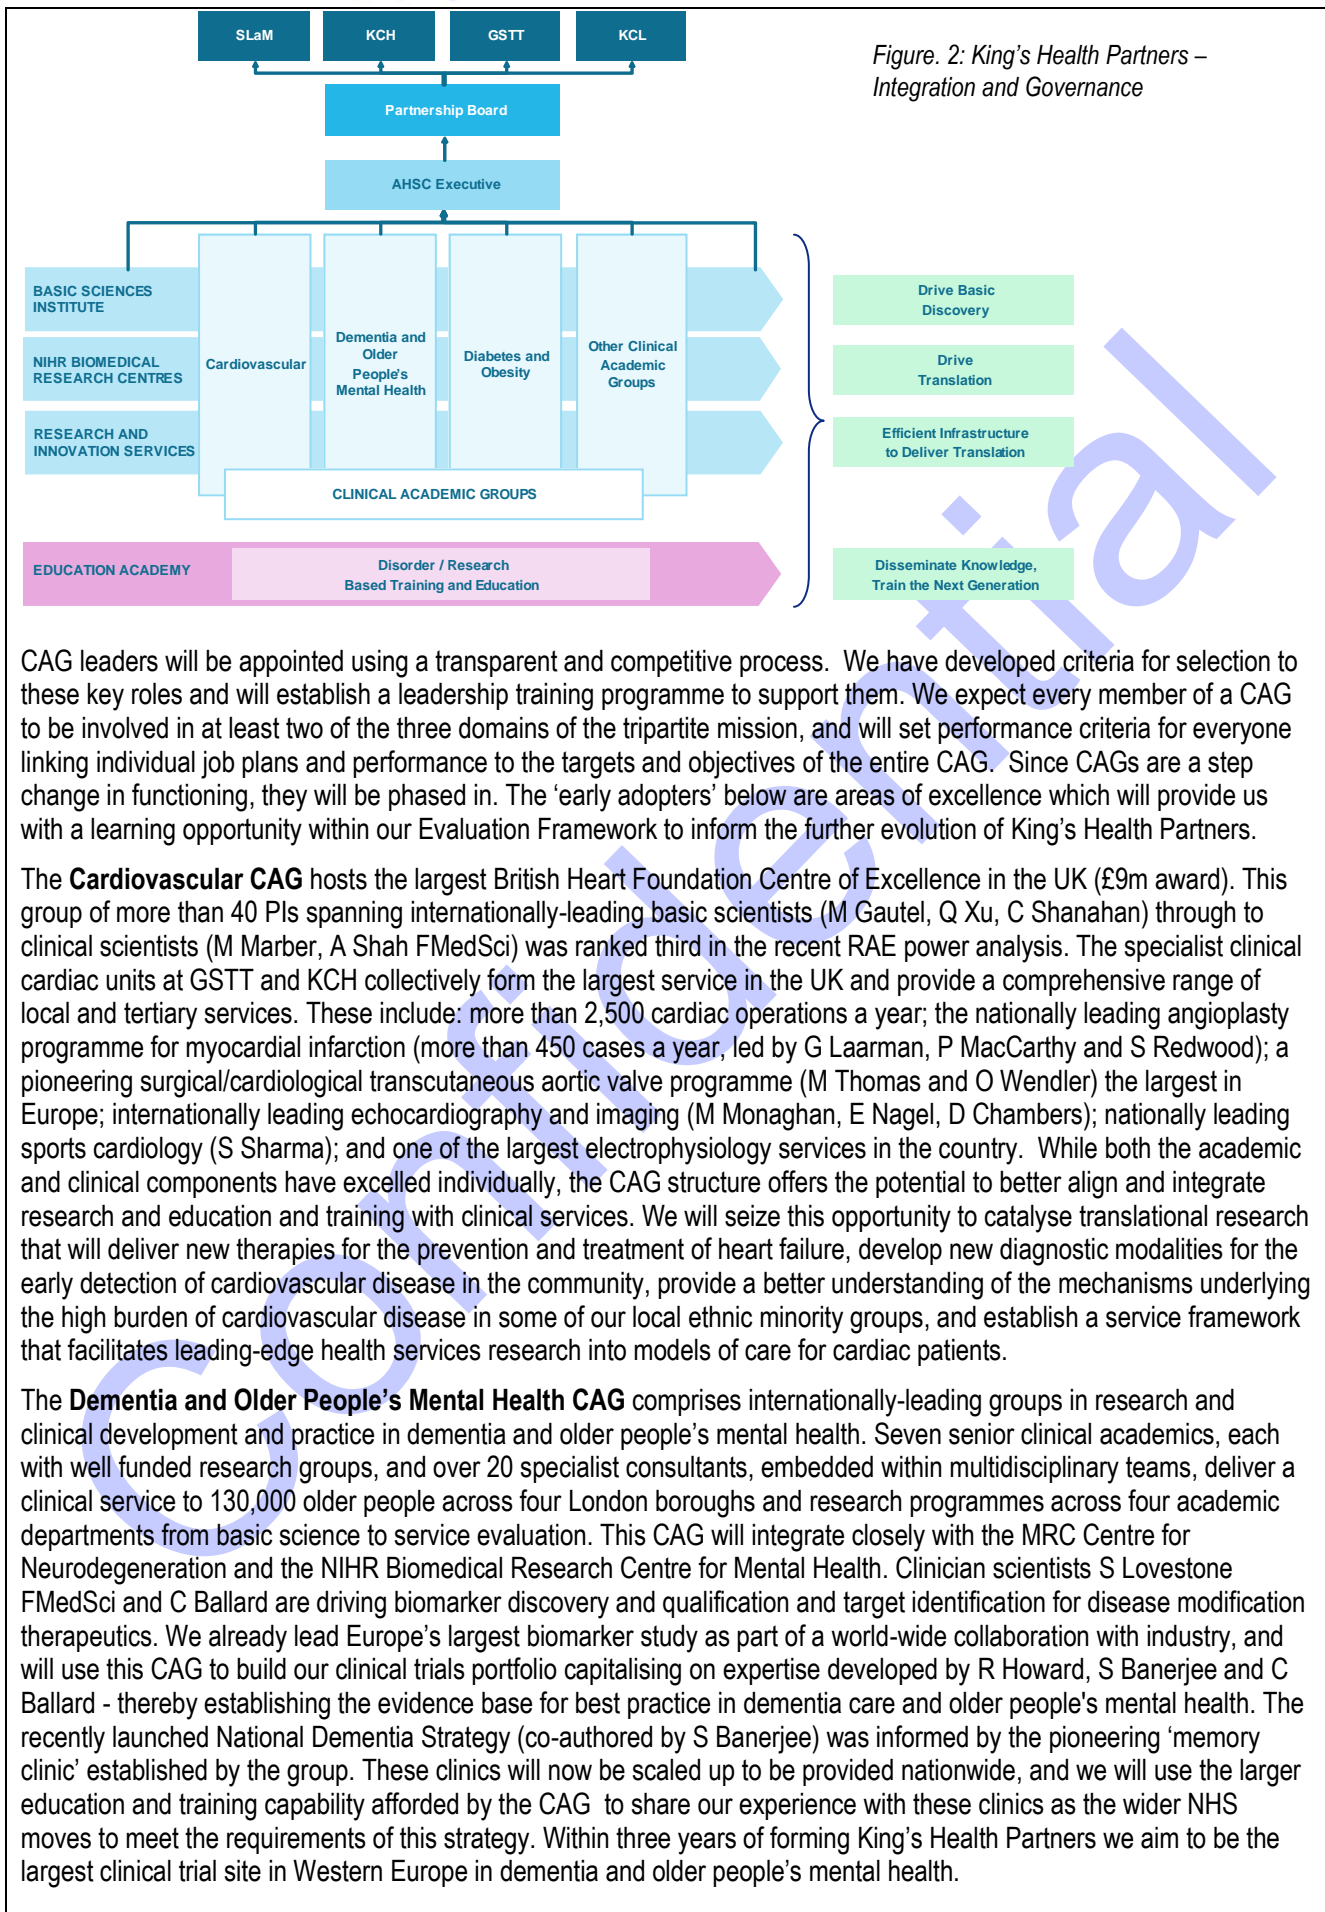 SLaM
KCH
GSTT
KCL
Figure. 2: King’s Health Partners –
Integration and Governance
Partnership Board
AHSC Executive
BASIC SCIENCES
INSTITUTE
NIHR BIOMEDICAL
RESEARCH CENTRES
RESEARCH AND
INNOVATION SERVICES
Cardiovascular
Dementia and
Older
People’s
Mental Health
Diabetes and
Obesity
Other Clinical
Academic
Groups
CLINICAL ACADEMIC GROUPS
Drive Basic
Discovery
Drive
Translation
Efficient Infrastructure
to Deliver Translation
EDUCATION ACADEMY
Disorder / Research
Based Training and Education
Disseminate Knowledge,
Train the Next Generation
CAG leaders will be appointed using a transparent and competitive process.  We have developed criteria for selection to
these key roles and will establish a leadership training programme to support them. We expect every member of a CAG
to be involved in at least two of the three domains of the tripartite mission, and will set performance criteria for everyone
linking individual job plans and performance to the targets and objectives of the entire CAG.  Since CAGs are a step
change in functioning, they will be phased in. The ‘early adopters’ below are areas of excellence which will provide us
with a learning opportunity within our Evaluation Framework to inform the further evolution of King’s Health Partners.
The Cardiovascular CAG hosts the largest British Heart Foundation Centre of Excellence in the UK (£9m award). This
group of more than 40 PIs spanning internationally-leading basic scientists (M Gautel, Q Xu, C Shanahan) through to
clinical scientists (M Marber, A Shah FMedSci) was ranked third in the recent RAE power analysis. The specialist clinical
cardiac units at GSTT and KCH collectively form the largest service in the UK and provide a comprehensive range of
local and tertiary services. These include: more than 2,500 cardiac operations a year; the nationally leading angioplasty
programme for myocardial infarction (more than 450 cases a year, led by G Laarman, P MacCarthy and S Redwood); a
pioneering surgical/cardiological transcutaneous aortic valve programme (M Thomas and O Wendler) the largest in
Europe; internationally leading echocardiography and imaging (M Monaghan, E Nagel, D Chambers); nationally leading
sports cardiology (S Sharma); and one of the largest electrophysiology services in the country.  While both the academic
and clinical components have excelled individually, the CAG structure offers the potential to better align and integrate
research and education and training with clinical services. We will seize this opportunity to catalyse translational research
that will deliver new therapies for the prevention and treatment of heart failure, develop new diagnostic modalities for the
early detection of cardiovascular disease in the community, provide a better understanding of the mechanisms underlying
the high burden of cardiovascular disease in some of our local ethnic minority groups, and establish a service framework
that facilitates leading-edge health services research into models of care for cardiac patients.
The Dementia and Older People’s Mental Health CAG comprises internationally-leading groups in research and
clinical development and practice in dementia and older people’s mental health. Seven senior clinical academics, each
with well funded research groups, and over 20 specialist consultants, embedded within multidisciplinary teams, deliver a
clinical service to 130,000 older people across four London boroughs and research programmes across four academic
departments from basic science to service evaluation. This CAG will integrate closely with the MRC Centre for
Neurodegeneration and the NIHR Biomedical Research Centre for Mental Health. Clinician scientists S Lovestone
FMedSci and C Ballard are driving biomarker discovery and qualification and target identification for disease modification
therapeutics. We already lead Europe’s largest biomarker study as part of a world-wide collaboration with industry, and
will use this CAG to build our clinical trials portfolio capitalising on expertise developed by R Howard, S Banerjee and C
Ballard - thereby establishing the evidence base for best practice in dementia care and older people's mental health. The
recently launched National Dementia Strategy (co-authored by S Banerjee) was informed by the pioneering ‘memory
clinic’ established by the group. These clinics will now be scaled up to be provided nationwide, and we will use the larger
education and training capability afforded by the CAG  to share our experience with these clinics as the wider NHS
moves to meet the requirements of this strategy. Within three years of forming King’s Health Partners we aim to be the
largest clinical trial site in Western Europe in dementia and older people’s mental health.
Confidential